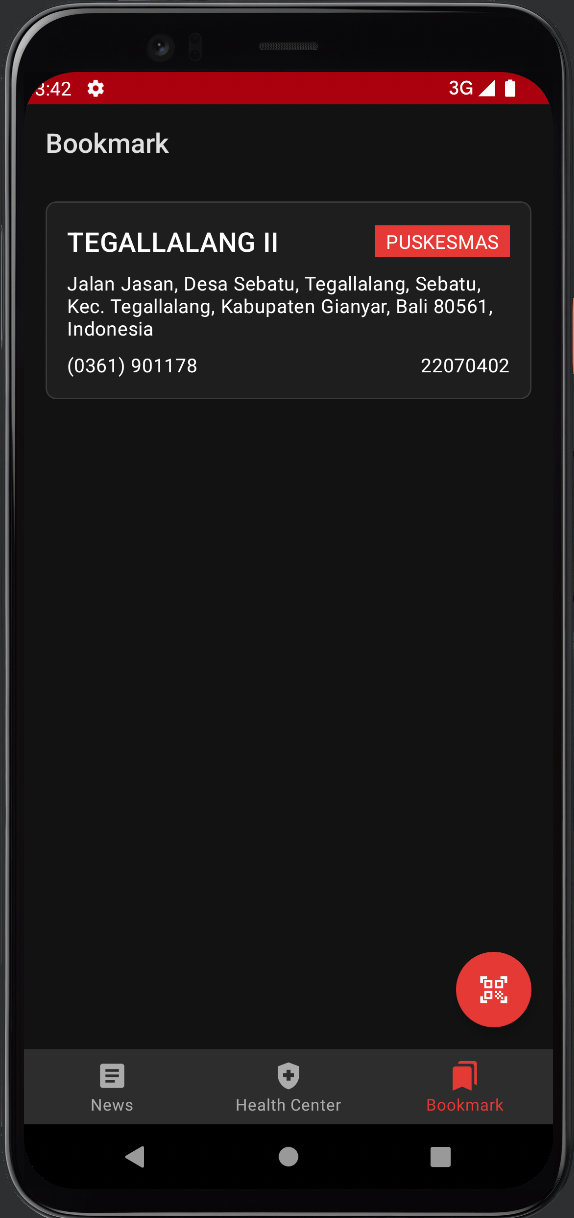 3:42 3G
Bookmark
TEGALLALANG II PUSKESMAS
Jalan Jasan, Desa Sebatu, Tegallalang, Sebatu,
Kec. Tegallalang, Kabupaten Gianyar, Bali 80561,
Indonesia
(0361) 901178 22070402
News Health Center Bookmark